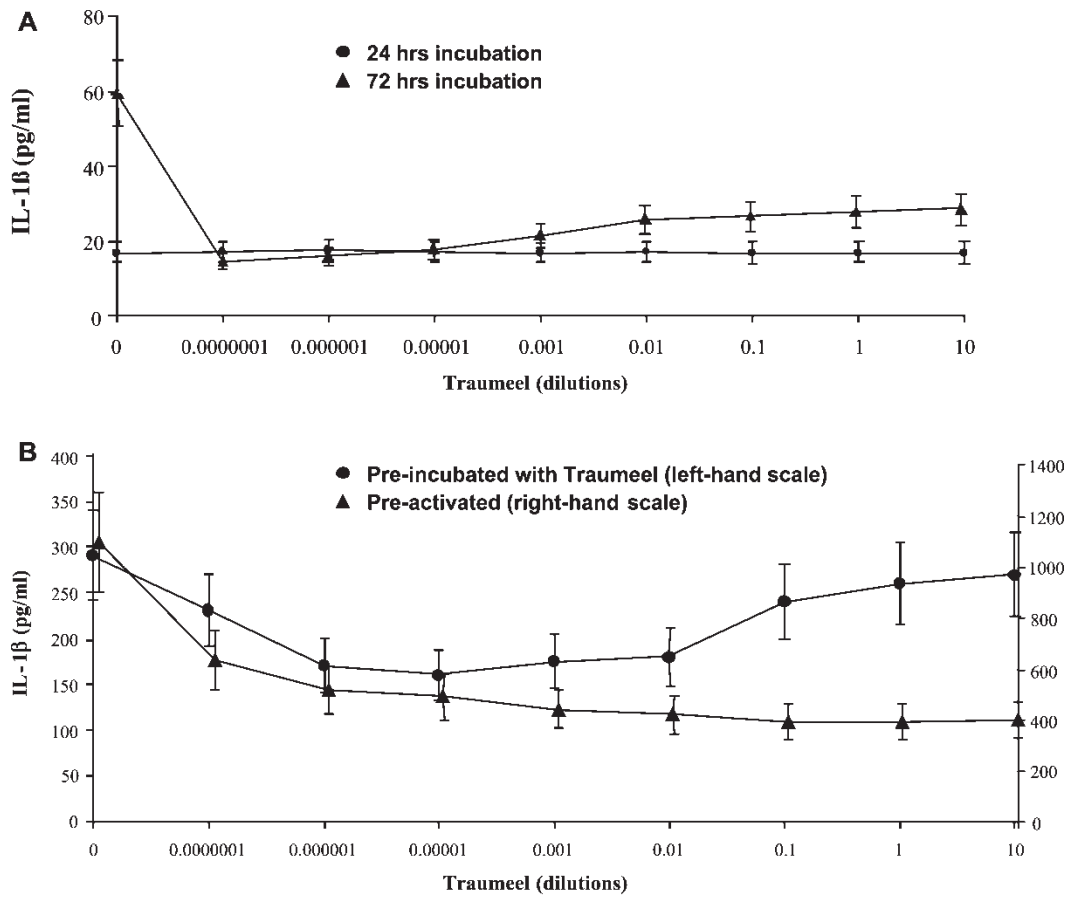 A
80
60
40
20
0
IL-1ß (pg/ml)
24 hrs incubation
72 hrs incubation
0 0.0000001 0.000001 0.00001 0.001 0.01 0.1 1 10
Traumeel (dilutions)
B
400
350
300
250
200
150
100
50
0
IL-1β (pg/ml)
Pre-incubated with Traumeel (left-hand scale)
Pre-activated (right-hand scale)
1400
1200
1000
800
600
400
200
0
0 0.0000001 0.000001 0.00001 0.001 0.01 0.1 1 10
Traumeel (dilutions)